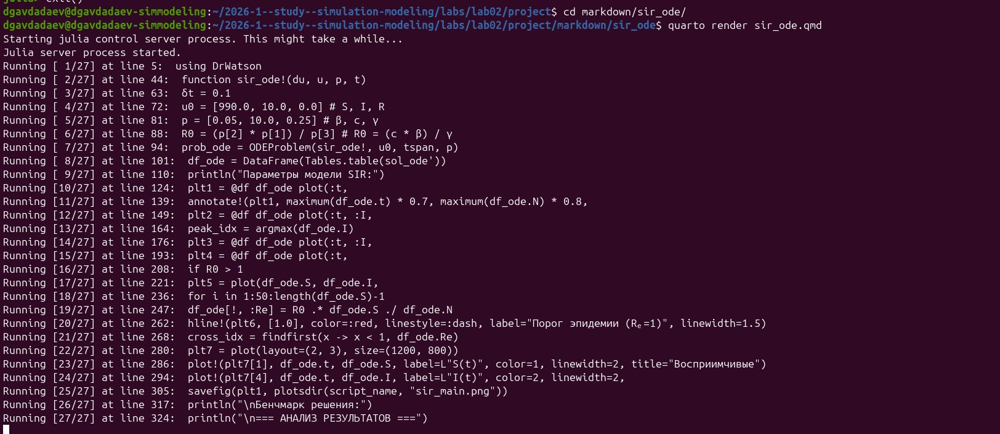 julia> exit()
dgavdadaev@dgavdadaev-simmodeling:~/2026-1--study--simulation-modeling/labs/lab02/project$ cd markdown/sir_ode/
dgavdadaev@dgavdadaev-simmodeling:~/2026-1--study--simulation-modeling/labs/lab02/project/markdown/sir_ode$ quarto render sir_ode.qmd
Starting julia control server process. This might take a while...
Julia server process started.
Running [ 1/27] at line 5:  using DrWatson
Running [ 2/27] at line 44:  function sir_ode!(du, u, p, t)
Running [ 3/27] at line 63:  δt = 0.1
Running [ 4/27] at line 72:  u0 = [990.0, 10.0, 0.0] # S, I, R
Running [ 5/27] at line 81:  p = [0.05, 10.0, 0.25] # β, c, γ
Running [ 6/27] at line 88:  R0 = (p[2] * p[1]) / p[3] # R0 = (c * β) / γ
Running [ 7/27] at line 94:  prob_ode = ODEProblem(sir_ode!, u0, tspan, p)
Running [ 8/27] at line 101:  df_ode = DataFrame(Tables.table(sol_ode'))
Running [ 9/27] at line 110:  println("Параметры модели SIR:")
Running [10/27] at line 124:  plt1 = @df df_ode plot(:t,
Running [11/27] at line 139:  annotate!(plt1, maximum(df_ode.t) * 0.7, maximum(df_ode.N) * 0.8,
Running [12/27] at line 149:  plt2 = @df df_ode plot(:t, :I,
Running [13/27] at line 164:  peak_idx = argmax(df_ode.I)
Running [14/27] at line 176:  plt3 = @df df_ode plot(:t, :I,
Running [15/27] at line 193:  plt4 = @df df_ode plot(:t,
Running [16/27] at line 208:  if R0 > 1
Running [17/27] at line 221:  plt5 = plot(df_ode.S, df_ode.I,
Running [18/27] at line 236:  for i in 1:50:length(df_ode.S)-1
Running [19/27] at line 247:  df_ode[!, :Re] = R0 .* df_ode.S ./ df_ode.N
Running [20/27] at line 262:  hline!(plt6, [1.0], color=:red, linestyle=:dash, label="Порог эпидемии (Rₑ=1)", linewidth=1.5)
Running [21/27] at line 268:  cross_idx = findfirst(x -> x < 1, df_ode.Re)
Running [22/27] at line 280:  plt7 = plot(layout=(2, 3), size=(1200, 800))
Running [23/27] at line 286:  plot!(plt7[1], df_ode.t, df_ode.S, label=L"S(t)", color=1, linewidth=2, title="Восприимчивые")
Running [24/27] at line 294:  plot!(plt7[4], df_ode.t, df_ode.I, label=L"I(t)", color=2, linewidth=2,
Running [25/27] at line 305:  savefig(plt1, plotsdir(script_name, "sir_main.png"))
Running [26/27] at line 317:  println("\nБенчмарк решения:")
Running [27/27] at line 324:  println("\n=== АНАЛИЗ РЕЗУЛЬТАТОВ ===")